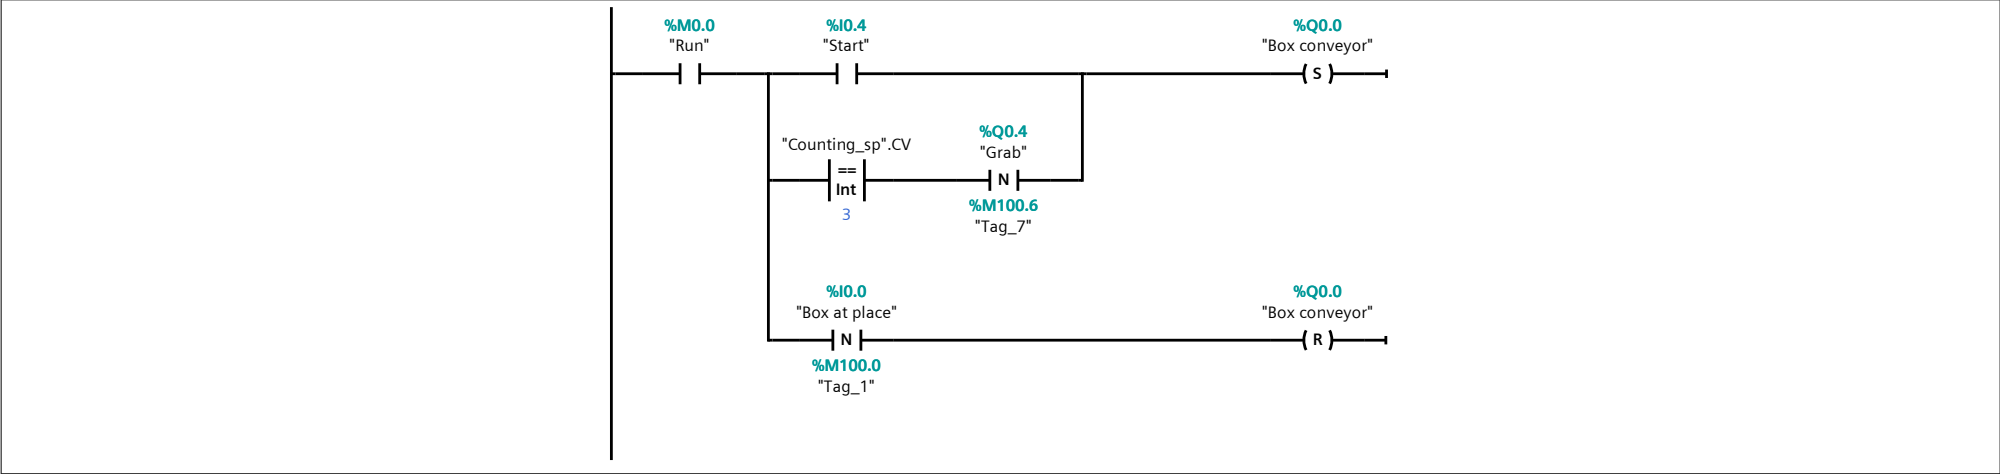 %M0.0 %I0.4 %Q0.0
"Run" "Start" "Box conveyor"
S
%Q0.4
"Counting_sp".CV "Grab"
==
Int N
3 %M100.6
"Tag_7"
%I0.0 %Q0.0
"Box at place" "Box conveyor"
N R
%M100.0
"Tag_1"